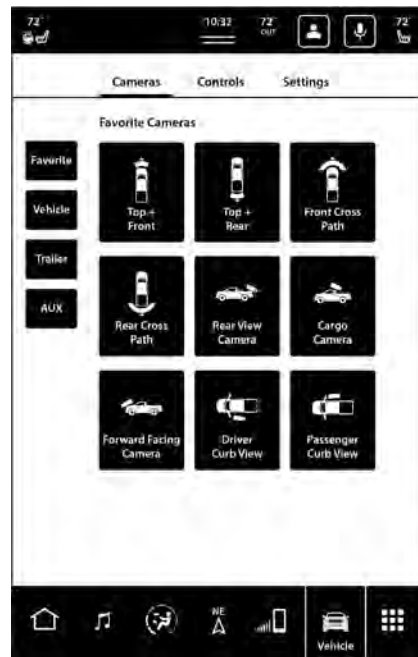 72°
10:32
72°
OUT
72°
Cameras
Controls
Settings
Favorite Cameras
Favorite
Vehicle
Trailer
AUX
Top +
Front
Top +
Rear
Front Cross
Path
Rear Cross
Path
Rear View
Camera
Cargo
Camera
Forward Facing
Camera
Driver
Curb View
Passenger
Curb View
NE
Vehicle